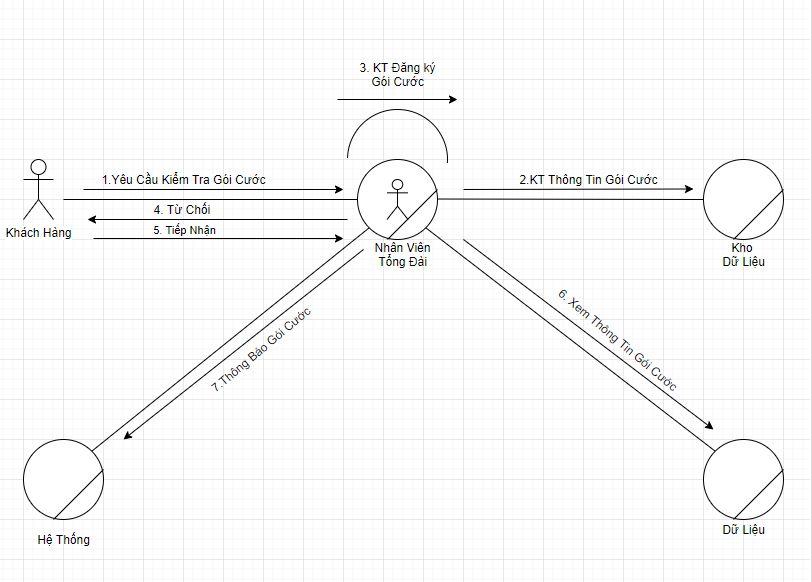 3. KT Đăng ký
Gói Cước
1.Yêu Cầu Kiểm Tra Gói Cước
2.KT Thông Tin Gói Cước
4. Từ Chối
5. Tiếp Nhận
Khách Hàng
Nhân Viên
Tổng Đài
Kho
Dữ Liệu
6. Xem Thông Tin Gói Cước
7.Thông Báo Gói Cước
Dữ Liệu
Hệ Thống